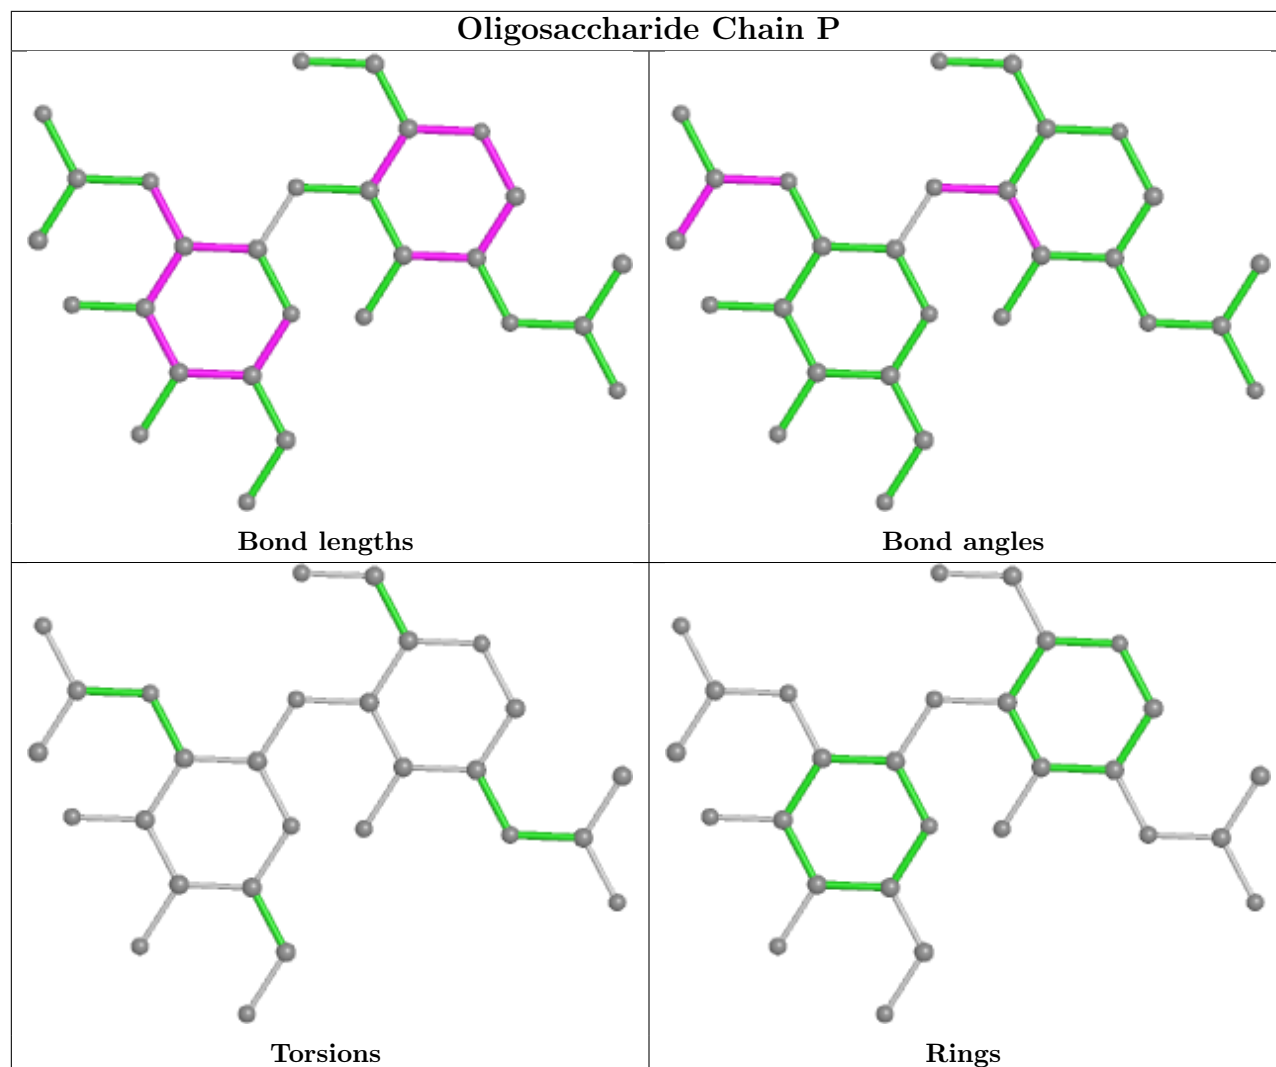 Oligosaccharide Chain P
Bond lengths
Bond angles
Torsions
Rings